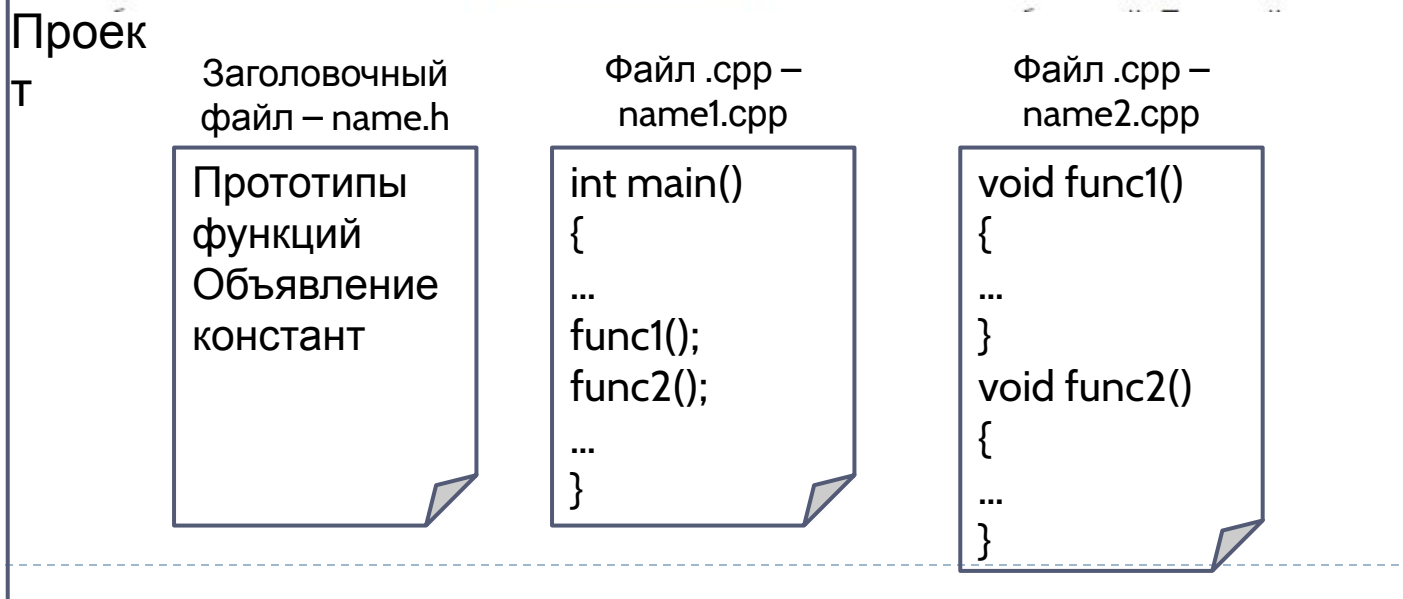 Проек
т
Заголовочный
файл – name.h
Прототипы
функций
Объявление
констант
Файл .cpp –
name1.cpp
int main()
{
...
func1();
func2();
...
}
Файл .cpp –
name2.cpp
void func1()
{
...
}
void func2()
{
...
}